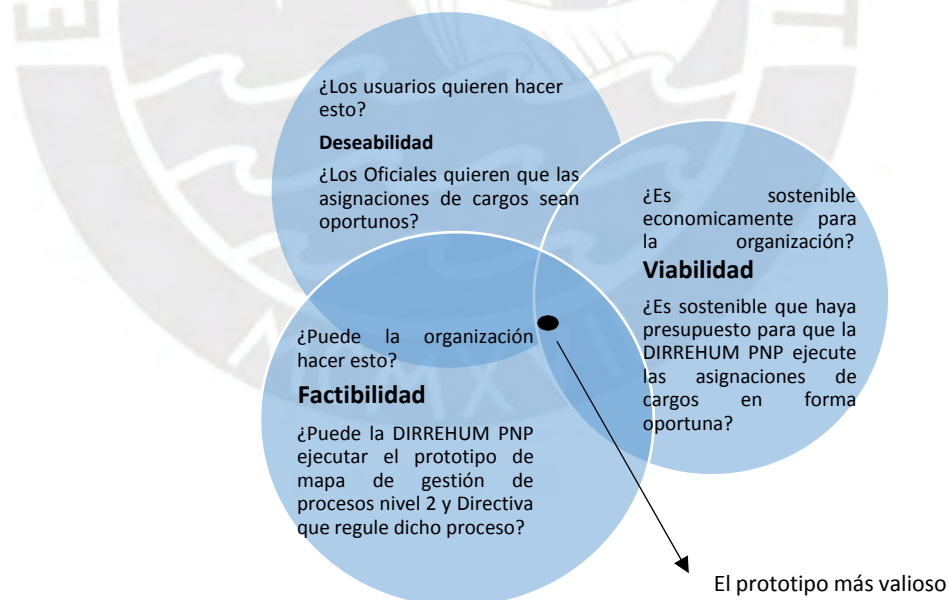 ¿Los usuarios quieren hacer
esto?
Deseabilidad
¿Los Oficiales quieren que las
asignaciones de cargos sean
oportunos?
¿Es sostenible
economicamente para
la organización?
Viabilidad
¿Es sostenible que haya
presupuesto para que la
DIRREHUM PNP ejecute
las asignaciones de
cargos en forma
oportuna?
¿Puede la organización
hacer esto?
Factibilidad
¿Puede la DIRREHUM PNP
ejecutar el prototipo de
mapa de gestión de
procesos nivel 2 y Directiva
que regule dicho proceso?
El prototipo más valioso